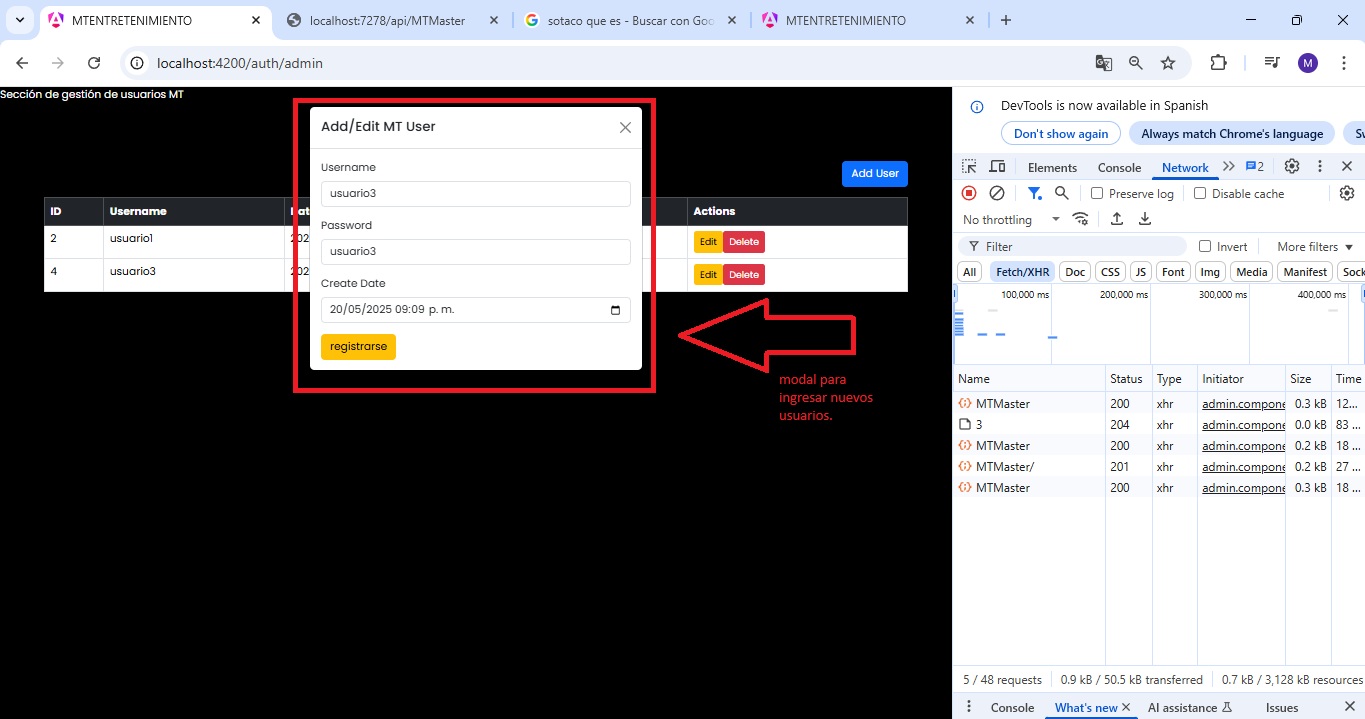 MTENTRETENIMIENTO
localhost:7278/api/MTMaster
sotaco que es - Buscar con Goo
MTENTRETENIMIENTO
localhost:4200/auth/admin
M
Sección de gestión de usuarios MT
Add User
ID Username Dat Actions
2 usuario1 202 Edit Delete
4 usuario3 202 Edit Delete
Add/Edit MT User
Username
usuario3
Password
usuario3
Create Date
20/05/2025 09:09 p. m.
registrarse
modal para
ingresar nuevos
usuarios.
DevTools is now available in Spanish
Don't show again
Always match Chrome's language
Sw
Elements Console Network 2
Preserve log Disable cache
No throttling
Filter Invert More filters
All Fetch/XHR Doc CSS JS Font Img Media Manifest Sock
100,000 ms 200,000 ms 300,000 ms 400,000 ms
Name Status Type Initiator Size Time
MTMaster 200 xhr admin.compone 0.3 kB 12...
3 204 xhr admin.compone 0.0 kB 83 ...
MTMaster 200 xhr admin.compone 0.2 kB 18 ...
MTMaster/ 201 xhr admin.compone 0.2 kB 27 ...
MTMaster 200 xhr admin.compone 0.3 kB 18 ...
5 / 48 requests 0.9 kB / 50.5 kB transferred 0.7 kB / 3,128 kB resources
Console What's new AI assistance Issues